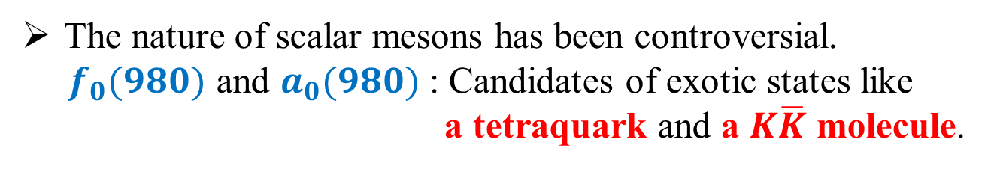 ➢ The nature of scalar mesons has been controversial.
f₀(980) and a₀(980) : Candidates of exotic states like
a tetraquark and a KK̅ molecule.